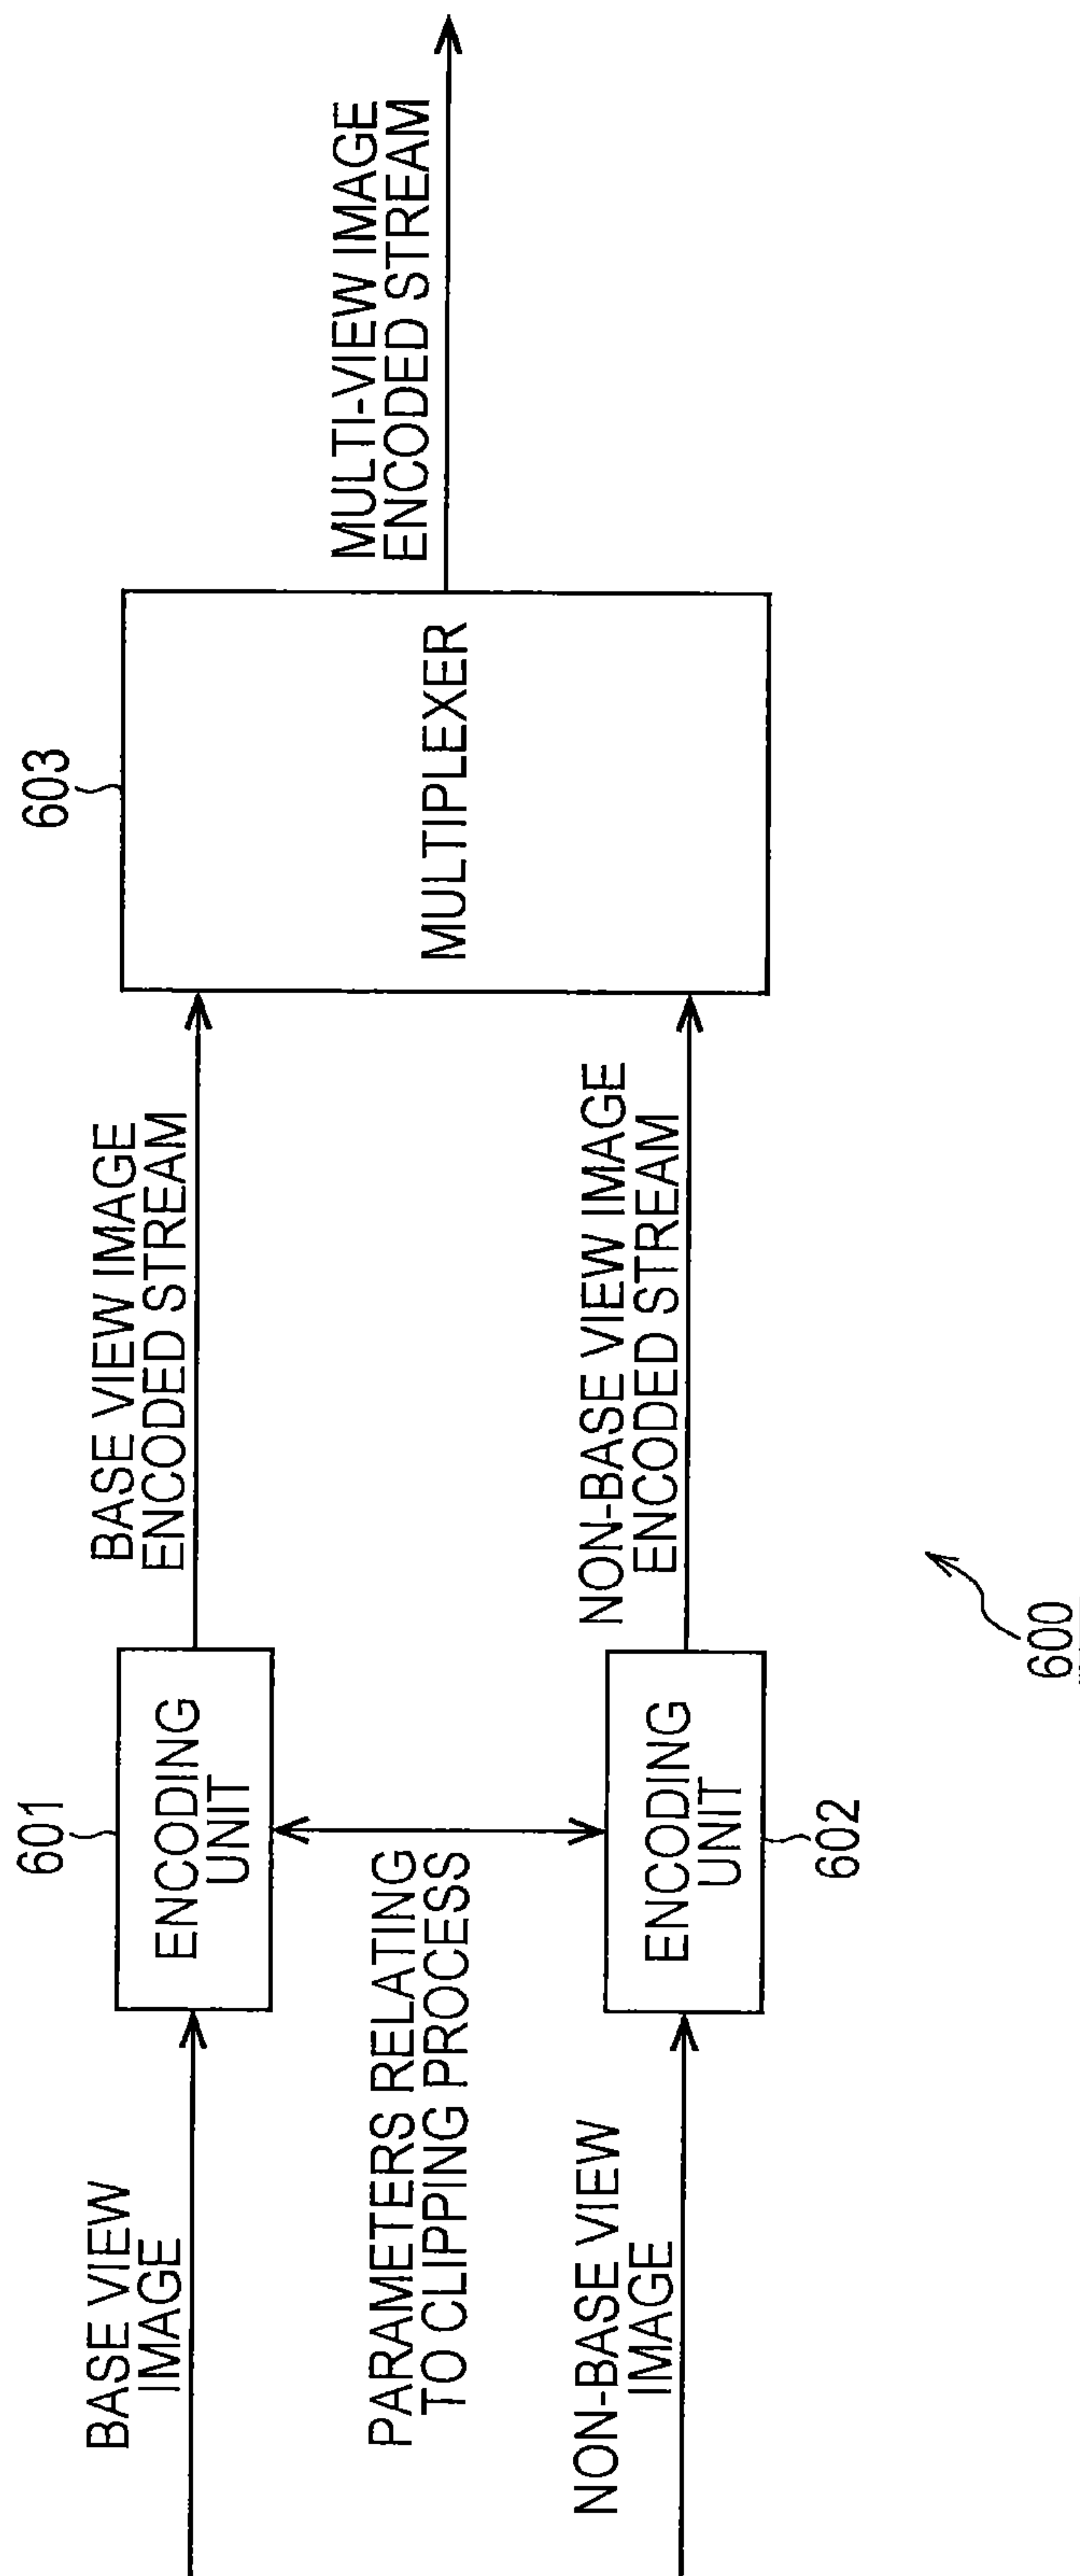 601
603
BASE VIEW
IMAGE
ENCODING
UNIT
BASE VIEW IMAGE
ENCODED STREAM
MULTIPLEXER
MULTI-VIEW IMAGE
ENCODED STREAM
PARAMETERS RELATING
TO CLIPPING PROCESS
NON-BASE VIEW
IMAGE
ENCODING
UNIT
NON-BASE VIEW IMAGE
ENCODED STREAM
602
600